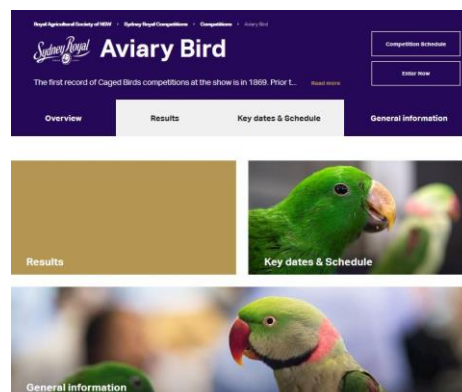 Royal Agricultural Society of NSW › Sydney Royal Competitions › Competitions › Aviary Bird
Sydney Royal
Aviary Bird
Competition Schedule
Enter Now
The first record of Caged Birds competitions at the show is in 1869. Prior t... Read more
Overview Results Key dates & Schedule General information
Results
Key dates & Schedule
General information